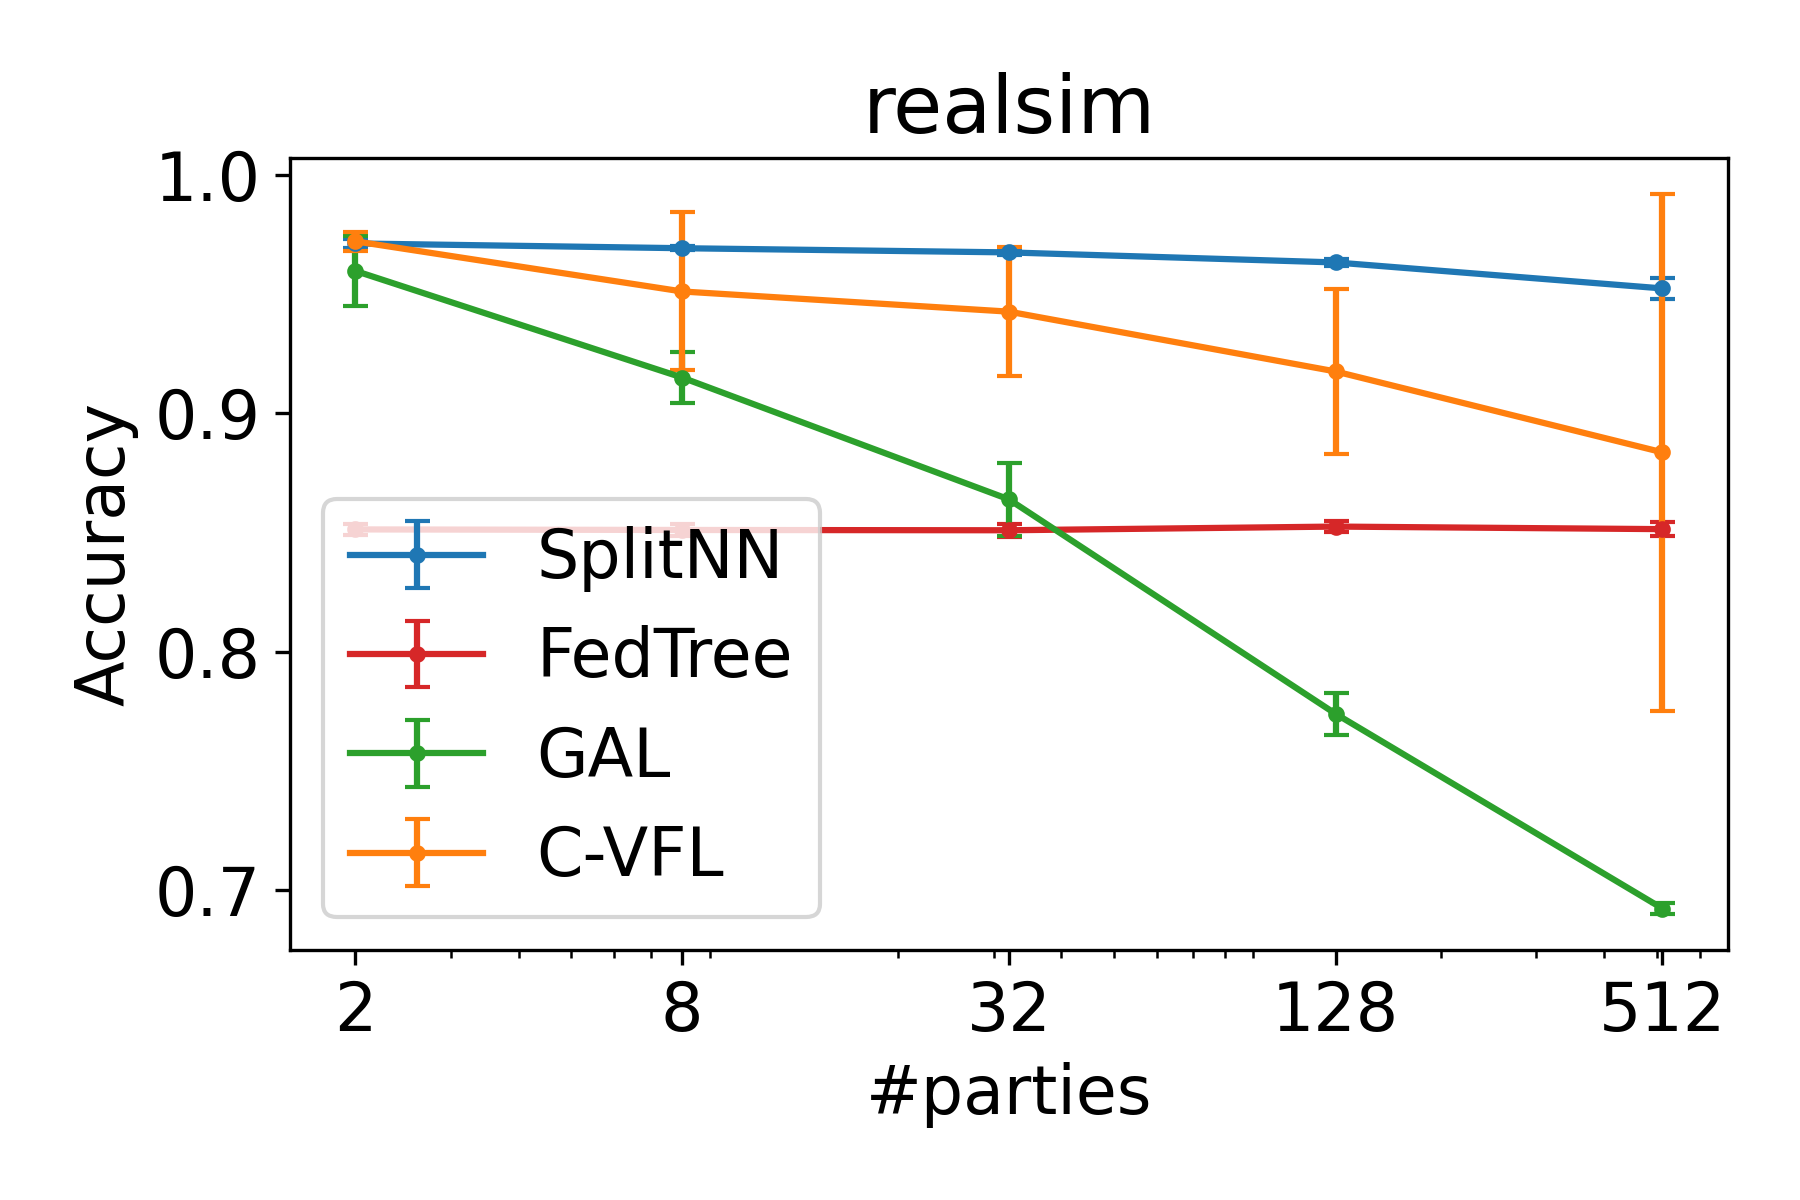 realsim
1.0
0.9
0.8
0.7
Accuracy
SplitNN
FedTree
GAL
C-VFL
2 8 32 128 512
#parties